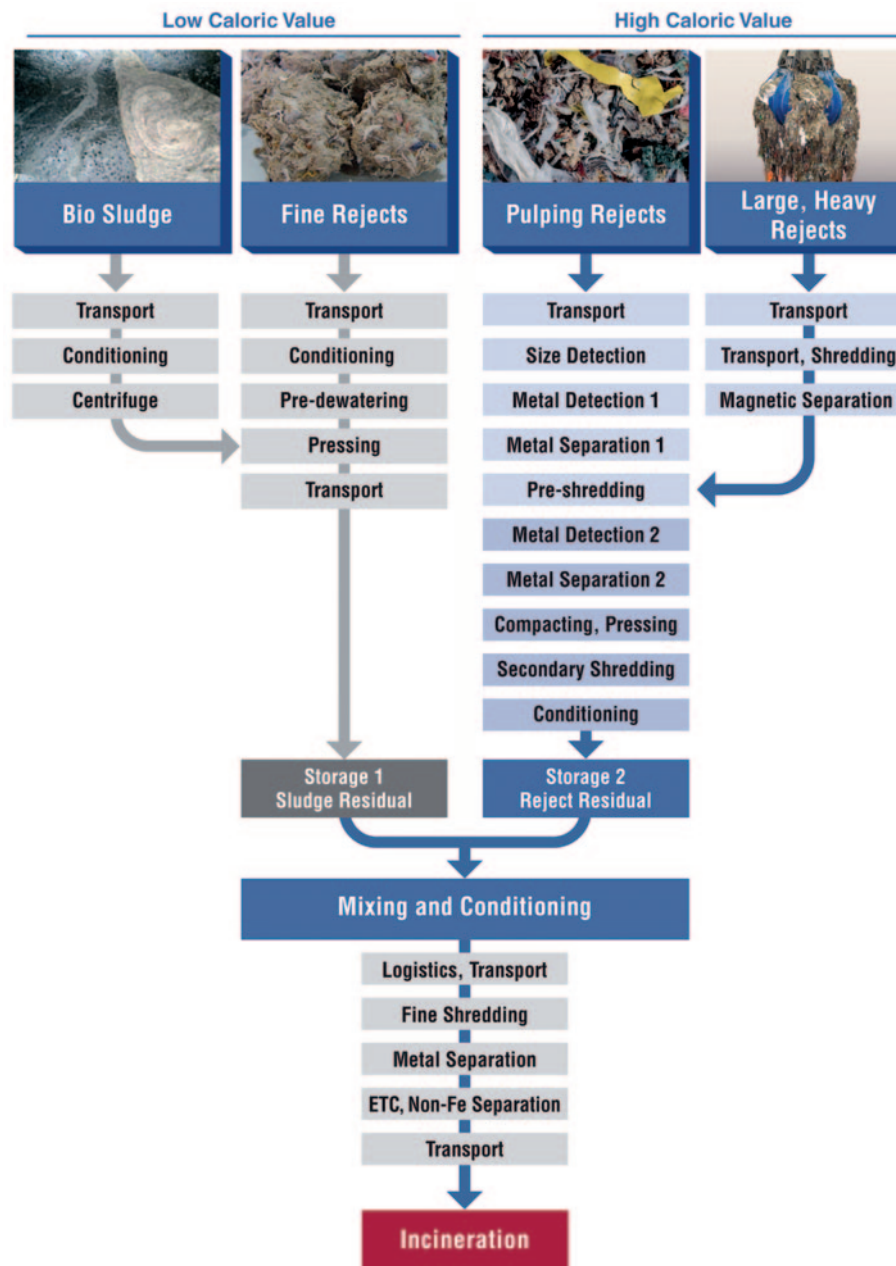 Low Caloric Value
High Caloric Value
Bio Sludge
Fine Rejects
Pulping Rejects
Large, Heavy
Rejects
Transport
Conditioning
Centrifuge
Transport
Conditioning
Pre-dewatering
Pressing
Transport
Transport
Size Detection
Metal Detection 1
Metal Separation 1
Pre-shredding
Metal Detection 2
Metal Separation 2
Compacting, Pressing
Secondary Shredding
Conditioning
Transport
Transport, Shredding
Magnetic Separation
Storage 1
Sludge Residual
Storage 2
Reject Residual
Mixing and Conditioning
Logistics, Transport
Fine Shredding
Metal Separation
ETC, Non-Fe Separation
Transport
Incineration